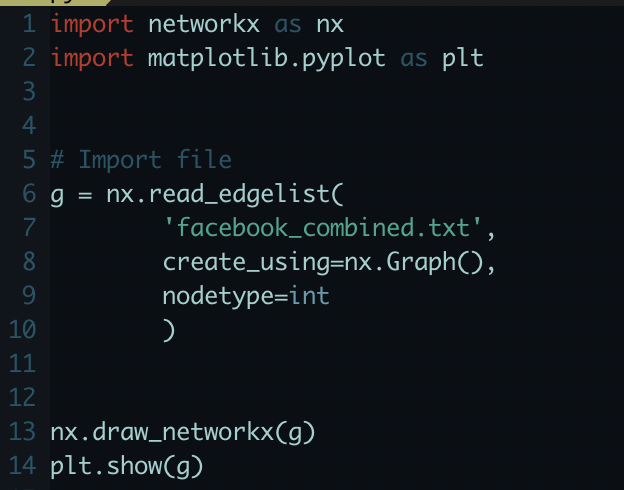 1 import networkx as nx
2 import matplotlib.pyplot as plt
3
4
5 # Import file
6 g = nx.read_edgelist(
7         'facebook_combined.txt',
8         create_using=nx.Graph(),
9         nodetype=int
10         )
11
12
13 nx.draw_networkx(g)
14 plt.show(g)